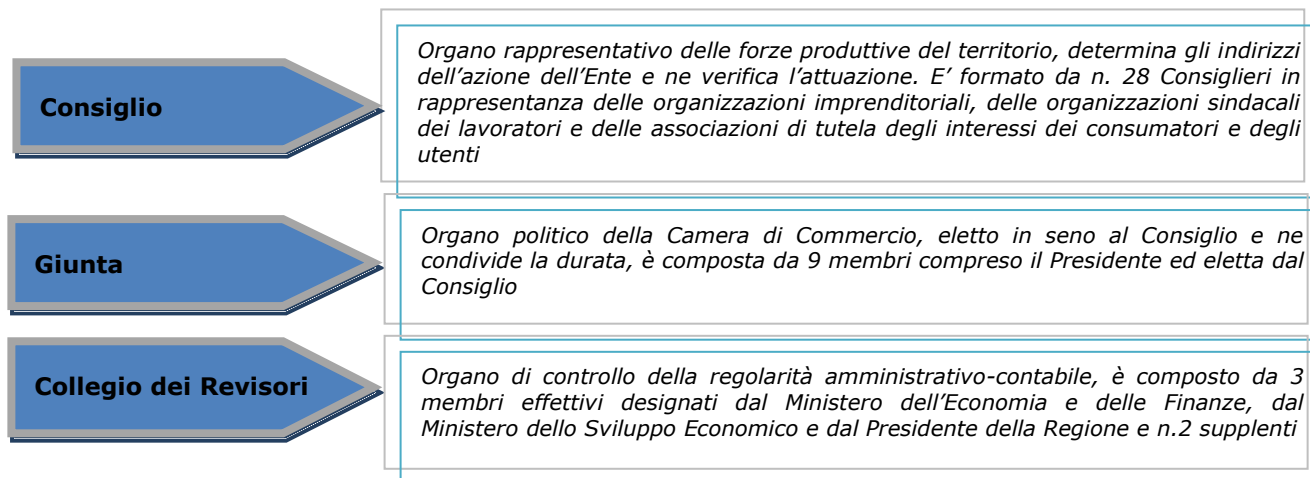 Consiglio
Organo rappresentativo delle forze produttive del territorio, determina gli indirizzi
dell’azione dell’Ente e ne verifica l’attuazione. E’ formato da n. 28 Consiglieri in
rappresentanza delle organizzazioni imprenditoriali, delle organizzazioni sindacali
dei lavoratori e delle associazioni di tutela degli interessi dei consumatori e degli
utenti
Giunta
Organo politico della Camera di Commercio, eletto in seno al Consiglio e ne
condivide la durata, è composta da 9 membri compreso il Presidente ed eletta dal
Consiglio
Collegio dei Revisori
Organo di controllo della regolarità amministrativo-contabile, è composto da 3
membri effettivi designati dal Ministero dell’Economia e delle Finanze, dal
Ministero dello Sviluppo Economico e dal Presidente della Regione e n.2 supplenti